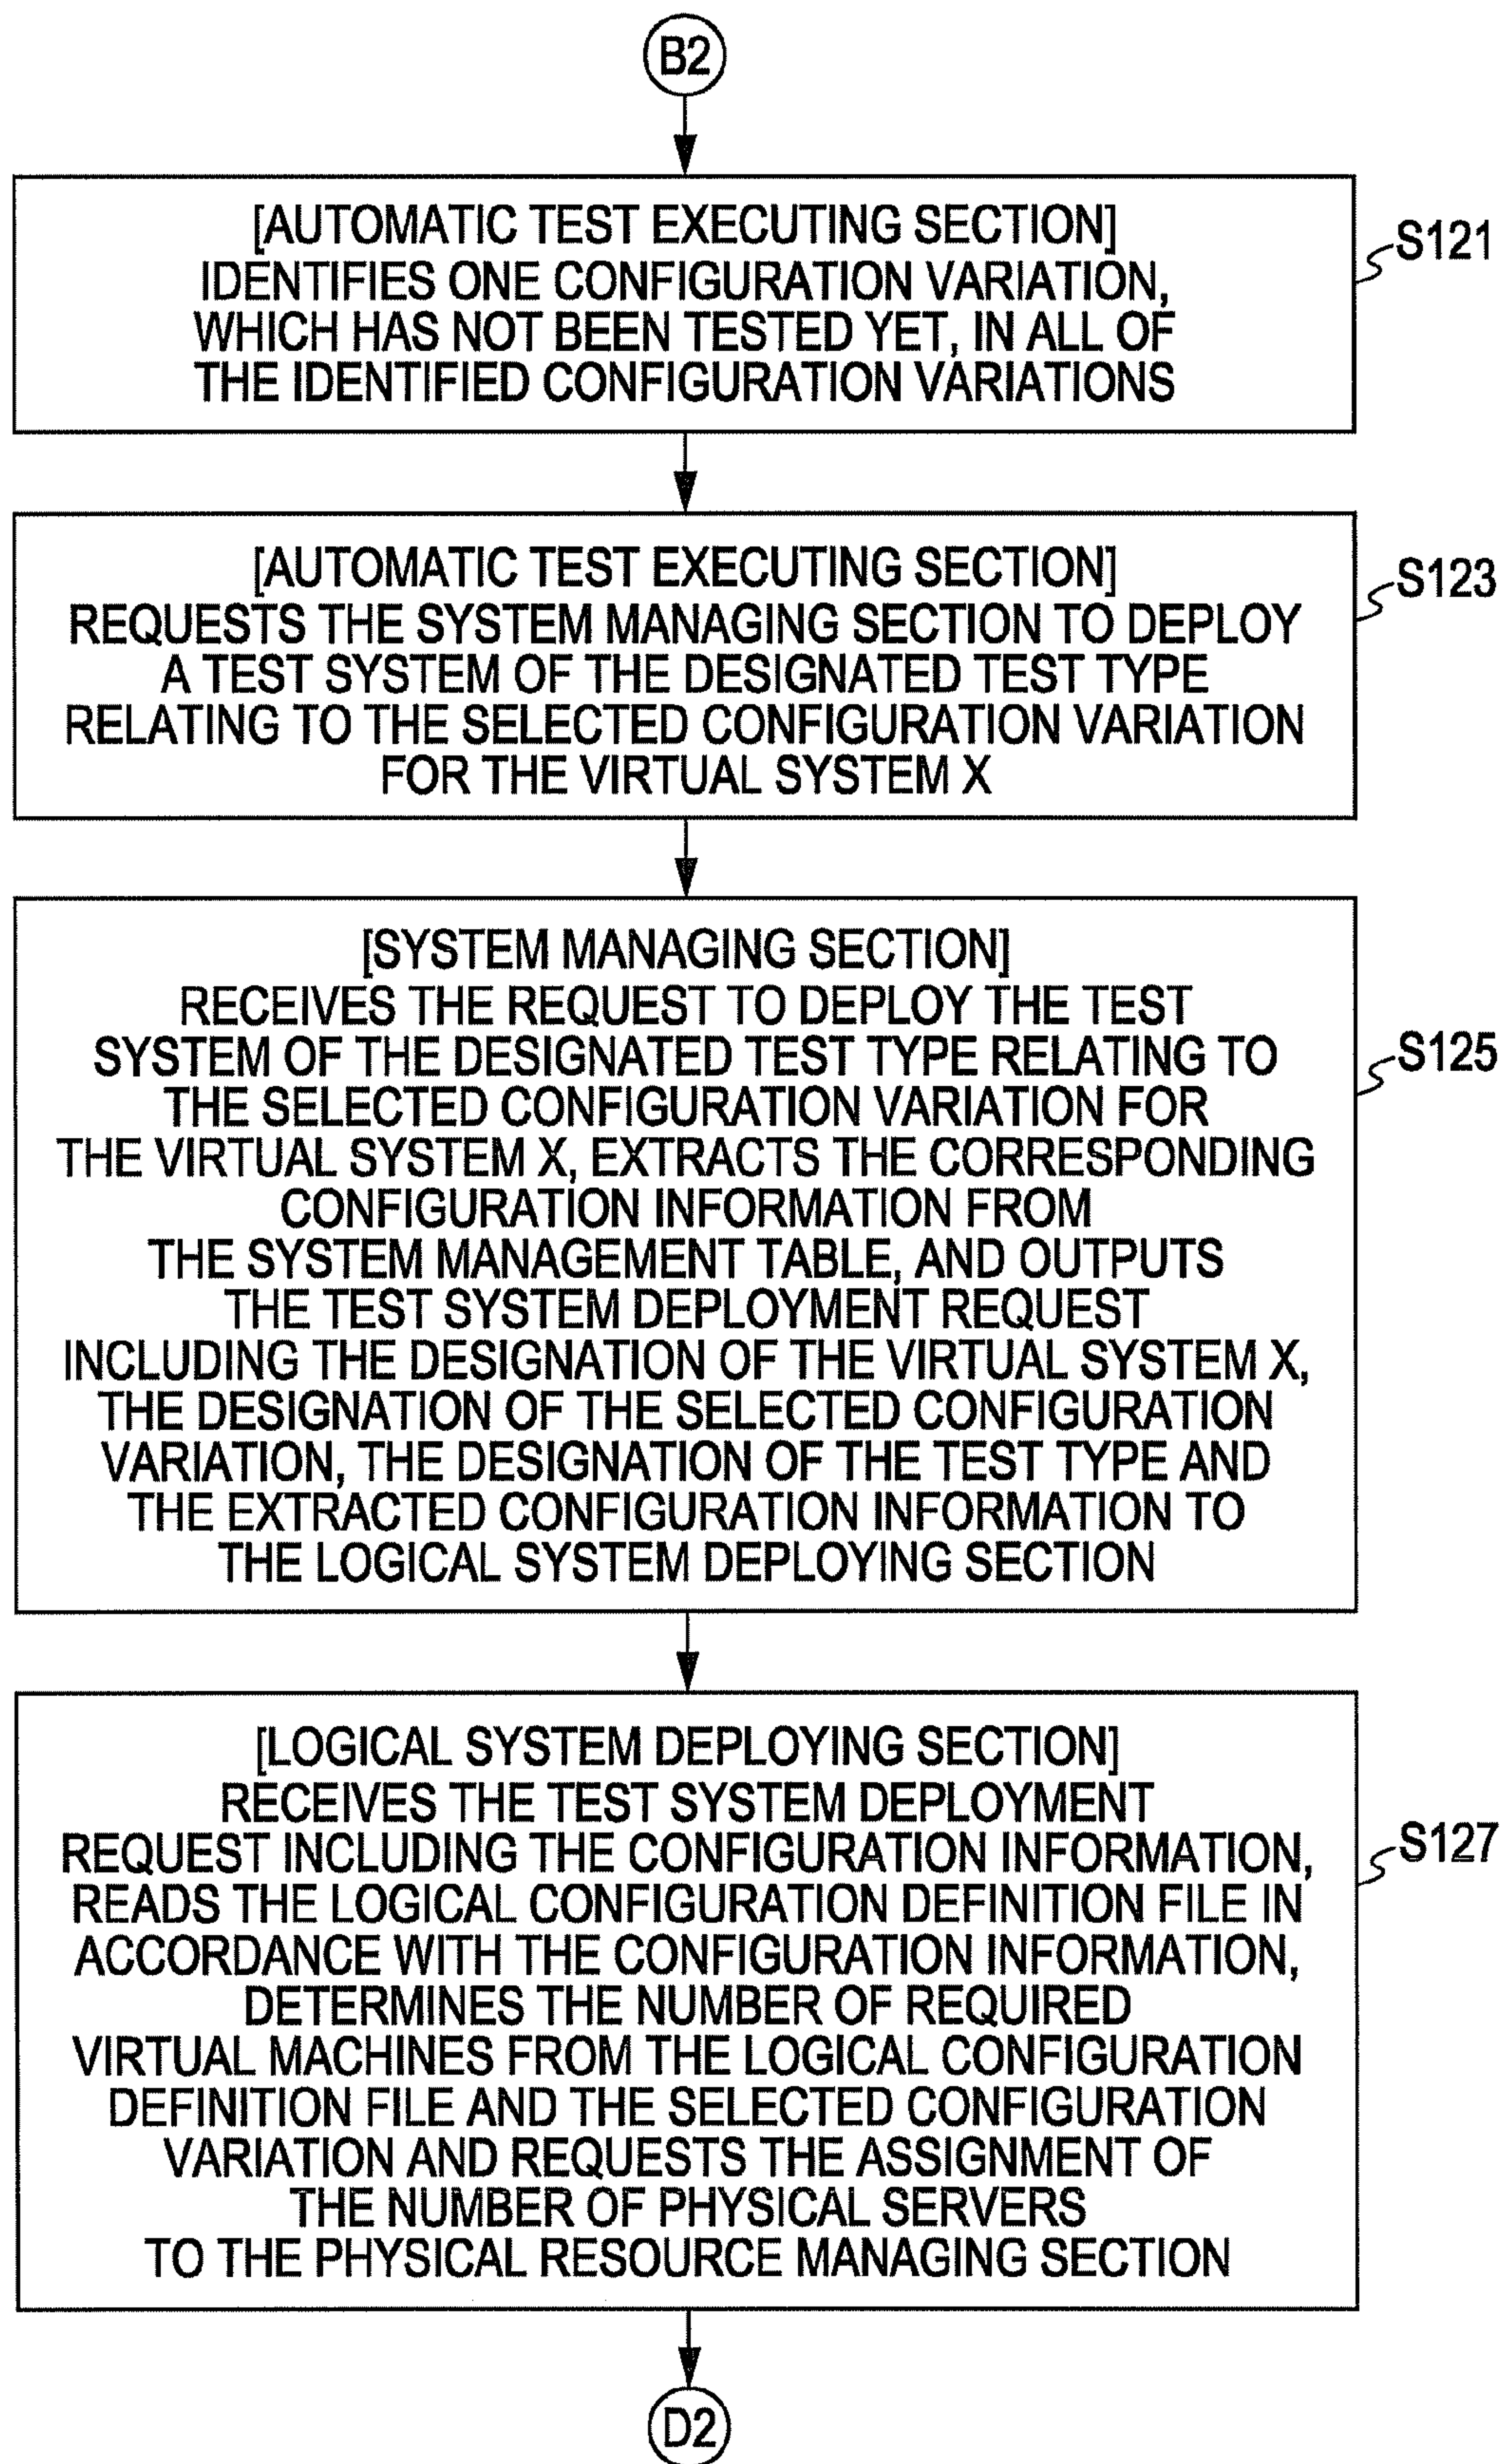 B2
[AUTOMATIC TEST EXECUTING SECTION]
IDENTIFIES ONE CONFIGURATION VARIATION,
WHICH HAS NOT BEEN TESTED YET, IN ALL OF
THE IDENTIFIED CONFIGURATION VARIATIONS
S121
[AUTOMATIC TEST EXECUTING SECTION]
REQUESTS THE SYSTEM MANAGING SECTION TO DEPLOY
A TEST SYSTEM OF THE DESIGNATED TEST TYPE
RELATING TO THE SELECTED CONFIGURATION VARIATION
FOR THE VIRTUAL SYSTEM X
S123
[SYSTEM MANAGING SECTION]
RECEIVES THE REQUEST TO DEPLOY THE TEST
SYSTEM OF THE DESIGNATED TEST TYPE RELATING TO
THE SELECTED CONFIGURATION VARIATION FOR
THE VIRTUAL SYSTEM X, EXTRACTS THE CORRESPONDING
CONFIGURATION INFORMATION FROM
THE SYSTEM MANAGEMENT TABLE, AND OUTPUTS
THE TEST SYSTEM DEPLOYMENT REQUEST
INCLUDING THE DESIGNATION OF THE VIRTUAL SYSTEM X,
THE DESIGNATION OF THE SELECTED CONFIGURATION
VARIATION, THE DESIGNATION OF THE TEST TYPE AND
THE EXTRACTED CONFIGURATION INFORMATION TO
THE LOGICAL SYSTEM DEPLOYING SECTION
S125
[LOGICAL SYSTEM DEPLOYING SECTION]
RECEIVES THE TEST SYSTEM DEPLOYMENT
REQUEST INCLUDING THE CONFIGURATION INFORMATION,
READS THE LOGICAL CONFIGURATION DEFINITION FILE IN
ACCORDANCE WITH THE CONFIGURATION INFORMATION,
DETERMINES THE NUMBER OF REQUIRED
VIRTUAL MACHINES FROM THE LOGICAL CONFIGURATION
DEFINITION FILE AND THE SELECTED CONFIGURATION
VARIATION AND REQUESTS THE ASSIGNMENT OF
THE NUMBER OF PHYSICAL SERVERS
TO THE PHYSICAL RESOURCE MANAGING SECTION
S127
D2